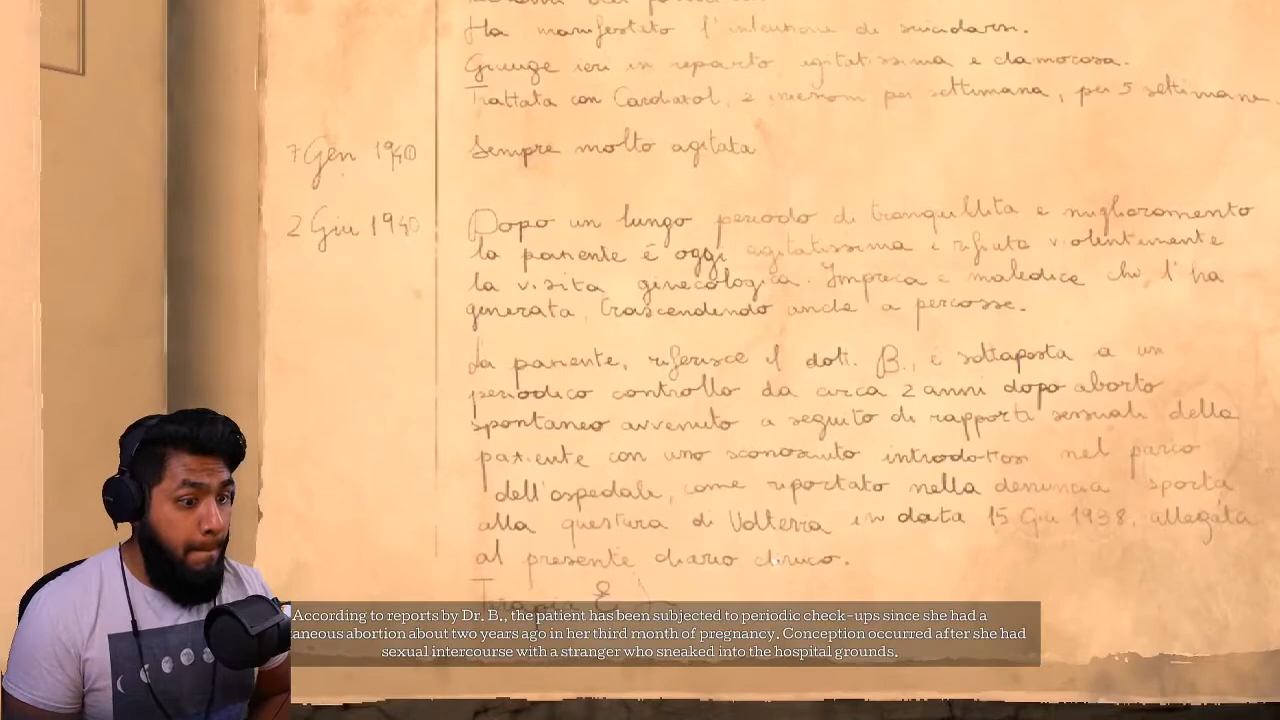 Ha manifestato l'intenzione di suicidarsi.
Giunge ieri in reparto agitatissima e clamorosa.
Trattata con Cardiazol, 2 iniezioni per settimana, per 5 settimane.
7 Gen 1940 Sempre molto agitata
2 Giu 1940 Dopo un lungo periodo di tranquillità e miglioramento
la paziente é oggi agitatissima e rifiuta violentemente
la visita ginecologica. Impreca e maledice chi l'ha
generata, trascendendo anche a percosse.
La paziente, riferisce il dott. B., è sottoposta a un
periodico controllo da circa 2 anni dopo aborto
spontaneo avvenuto a seguito di rapporti sessuali della
paziente con uno sconosciuto introdottosi nel parco
dell'ospedale, come riportato nella denuncia sporta
alla questura di Volterra in data 15 Giu 1938, allegata
al presente diario clinico.
According to reports by Dr. B., the patient has been subjected to periodic check-ups since she had a
taneous abortion about two years ago in her third month of pregnancy. Conception occurred after she had
sexual intercourse with a stranger who sneaked into the hospital grounds.